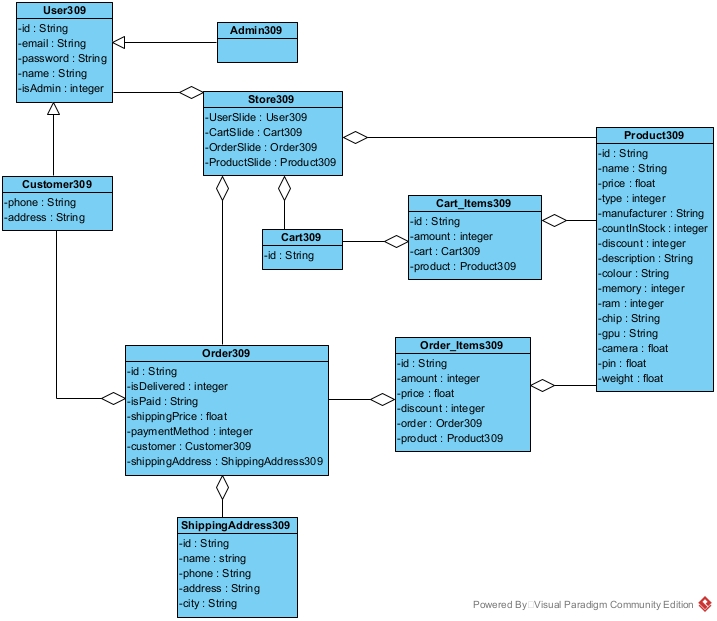 User309
-id : String
-email : String
-password : String
-name : String
-isAdmin : integer
Admin309
Store309
-UserSlide : User309
-CartSlide : Cart309
-OrderSlide : Order309
-ProductSlide : Product309
Product309
-id : String
-name : String
-price : float
-type : integer
-manufacturer : String
-countInStock : integer
-discount : integer
-description : String
-colour : String
-memory : integer
-ram : integer
-chip : String
-gpu : String
-camera : float
-pin : float
-weight : float
Customer309
-phone : String
-address : String
Cart_Items309
-id : String
-amount : integer
-cart : Cart309
-product : Product309
Cart309
-id : String
Order309
-id : String
-isDelivered : integer
-isPaid : String
-shippingPrice : float
-paymentMethod : integer
-customer : Customer309
-shippingAddress : ShippingAddress309
Order_Items309
-id : String
-amount : integer
-price : float
-discount : integer
-order : Order309
-product : Product309
ShippingAddress309
-id : String
-name : string
-phone : String
-address : String
-city : String
Powered By Visual Paradigm Community Edition